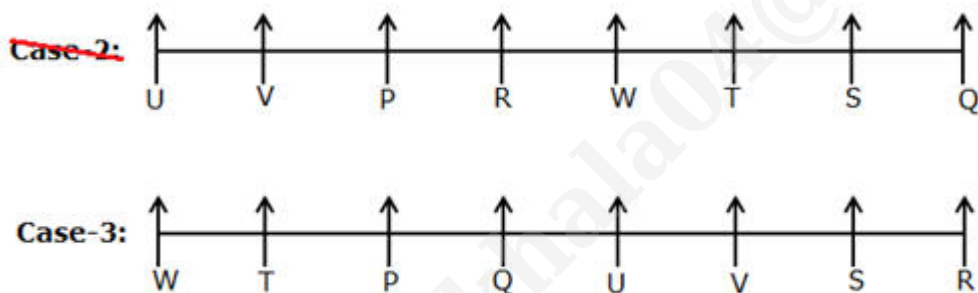 Case-2:
U V P R W T S Q
Case-3:
W T P Q U V S R